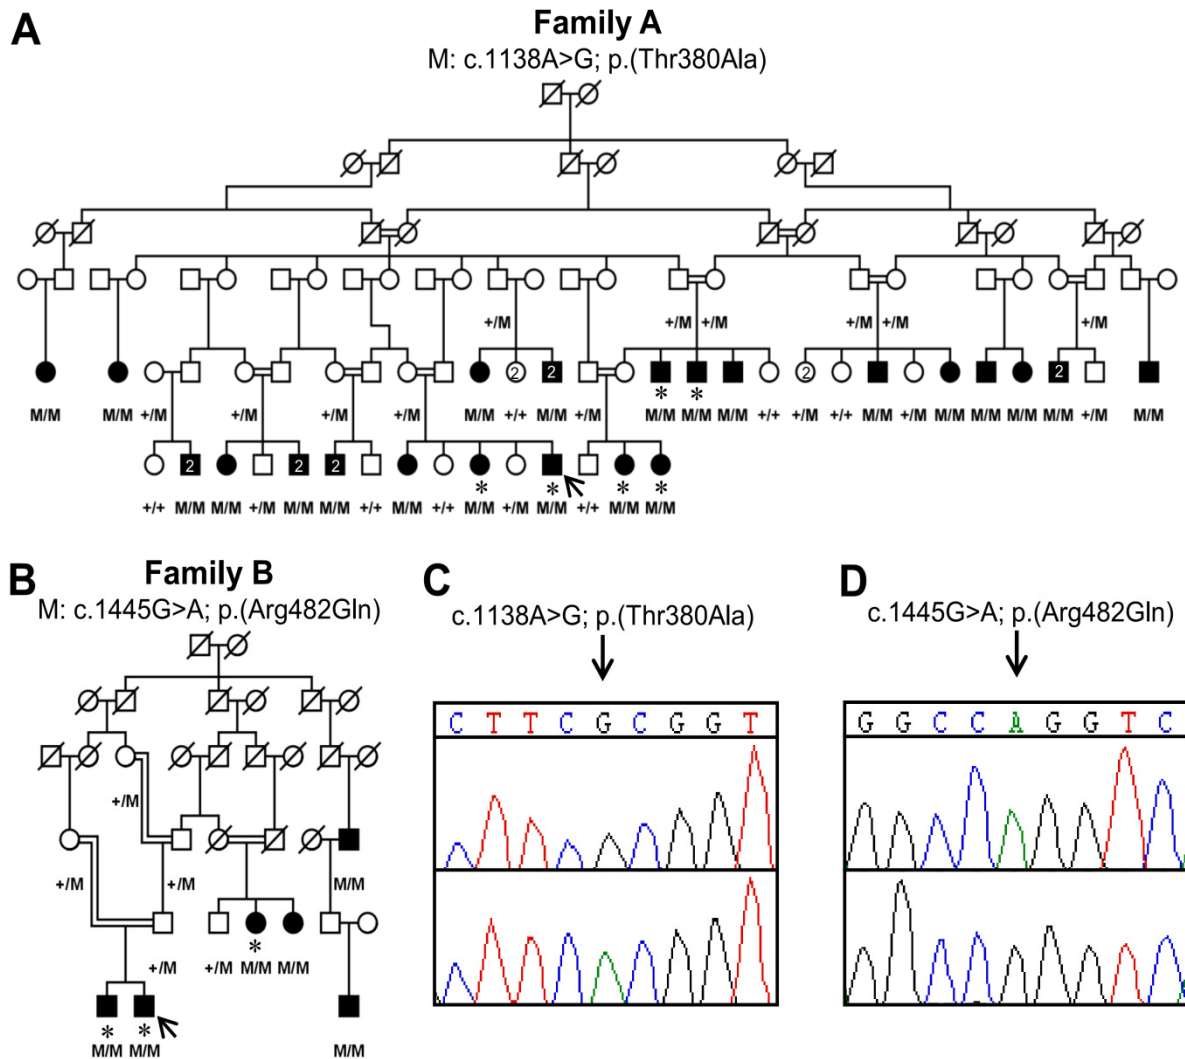 A
Family A
M: c.1138A>G; p.(Thr380Ala)
+/M +/M +/M +/M +/M +/M
2 2 2 2
* *
M/M M/M +/M +/M +/M +/M M/M +/+ M/M +/M M/M M/M M/M +/+ +/M +/+ M/M +/M M/M M/M M/M M/M +/M M/M
2 2 2
* * * *
+/+ M/M M/M +/M M/M M/M +/+ M/M +/+ M/M +/M M/M +/+ M/M M/M
B
Family B
M: c.1445G>A; p.(Arg482Gln)
+/M
+/M +/M M/M
*
+/M +/M M/M M/M
* *
M/M M/M M/M
C
c.1138A>G; p.(Thr380Ala)
C T T C G C G G T
D
c.1445G>A; p.(Arg482Gln)
G G C C A G G T C